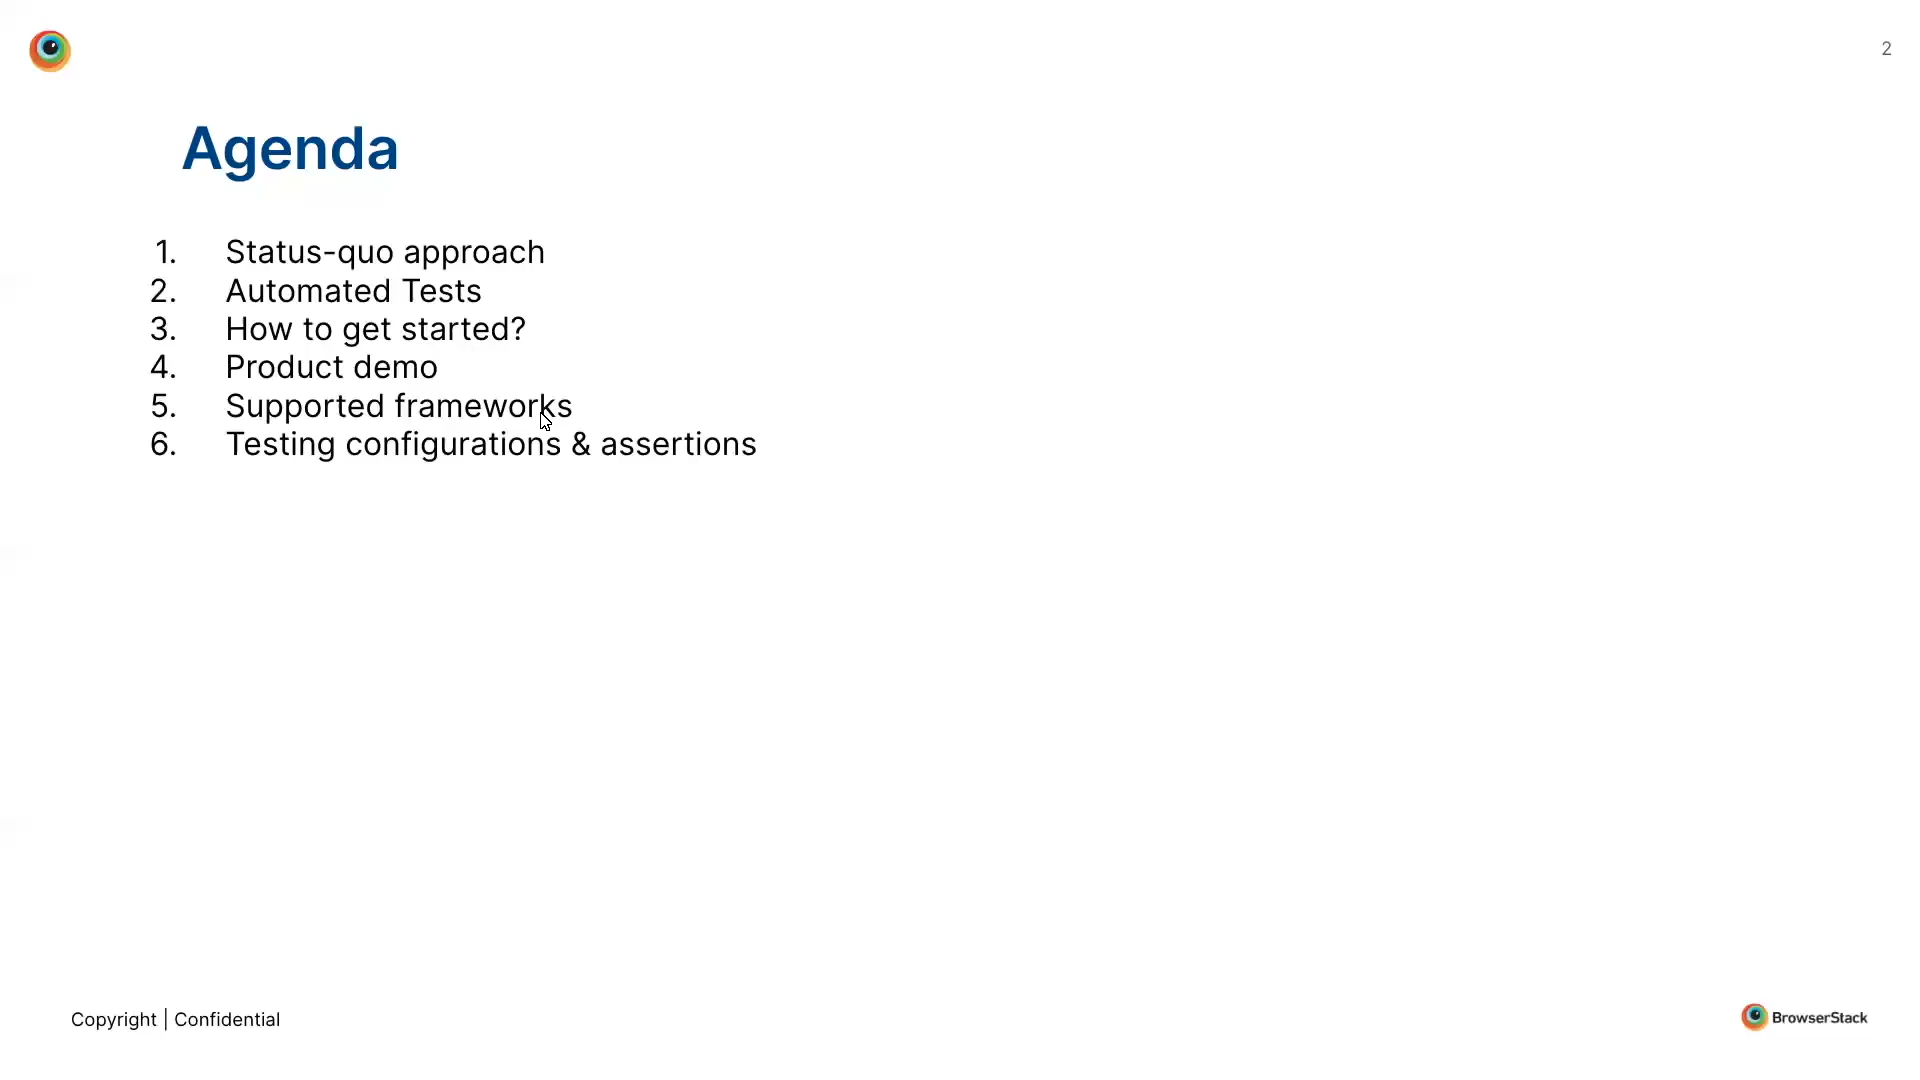 2
Agenda
1. Status-quo approach
2. Automated Tests
3. How to get started?
4. Product demo
5. Supported frameworks
6. Testing configurations & assertions
Copyright | Confidential
BrowserStack